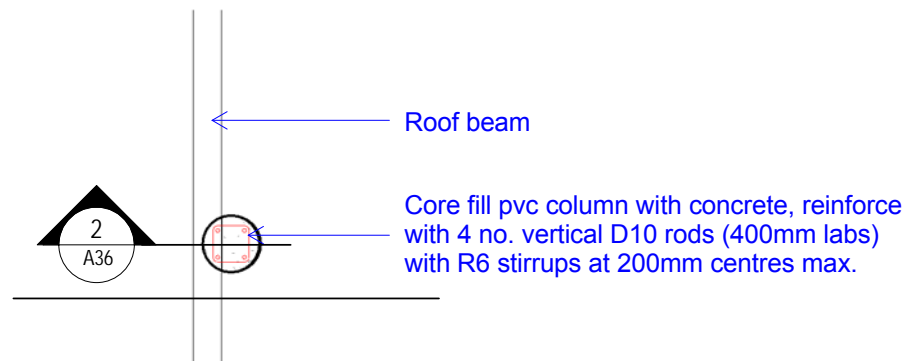 Roof beam
Core fill pvc column with concrete, reinforce
with 4 no. vertical D10 rods (400mm labs)
with R6 stirrups at 200mm centres max.
2
A36